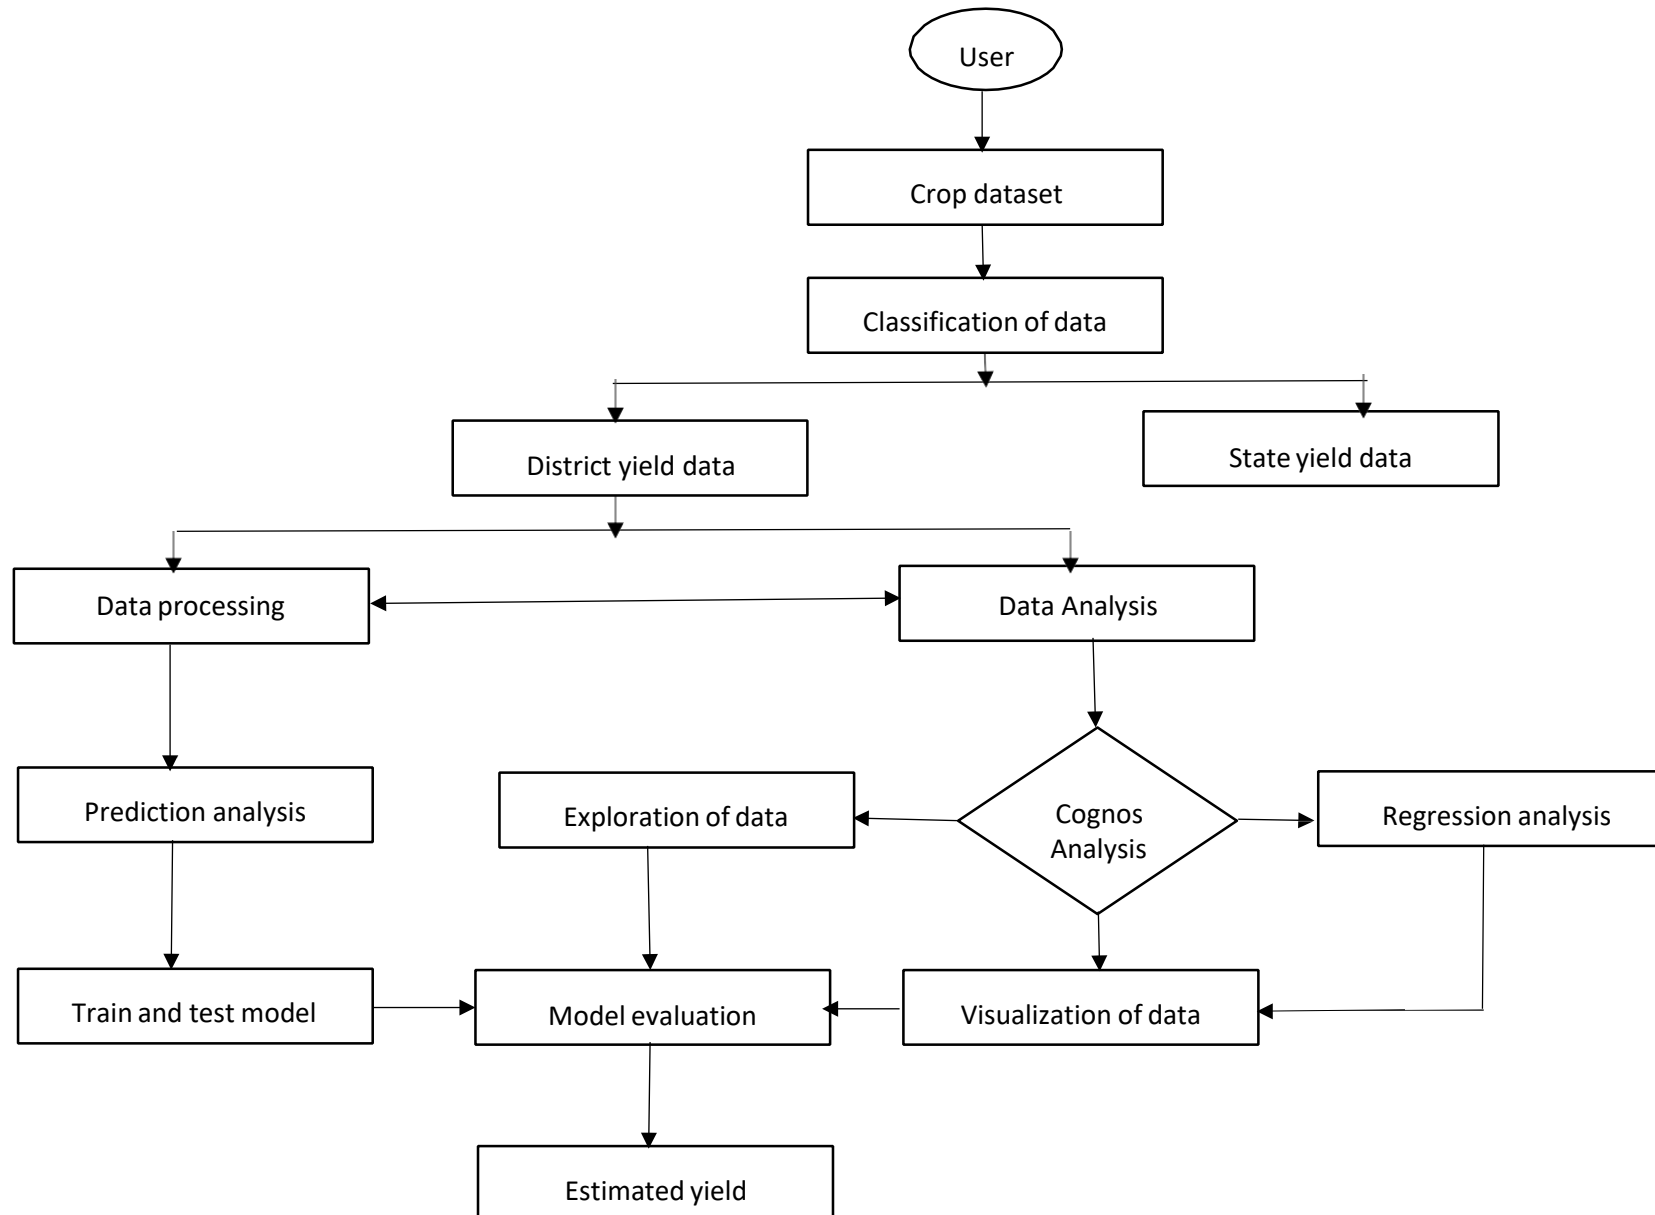 User
Crop dataset
Classification of data
District yield data
State yield data
Data processing
Data Analysis
Prediction analysis
Exploration of data
Cognos
Analysis
Regression analysis
Train and test model
Model evaluation
Visualization of data
Estimated yield